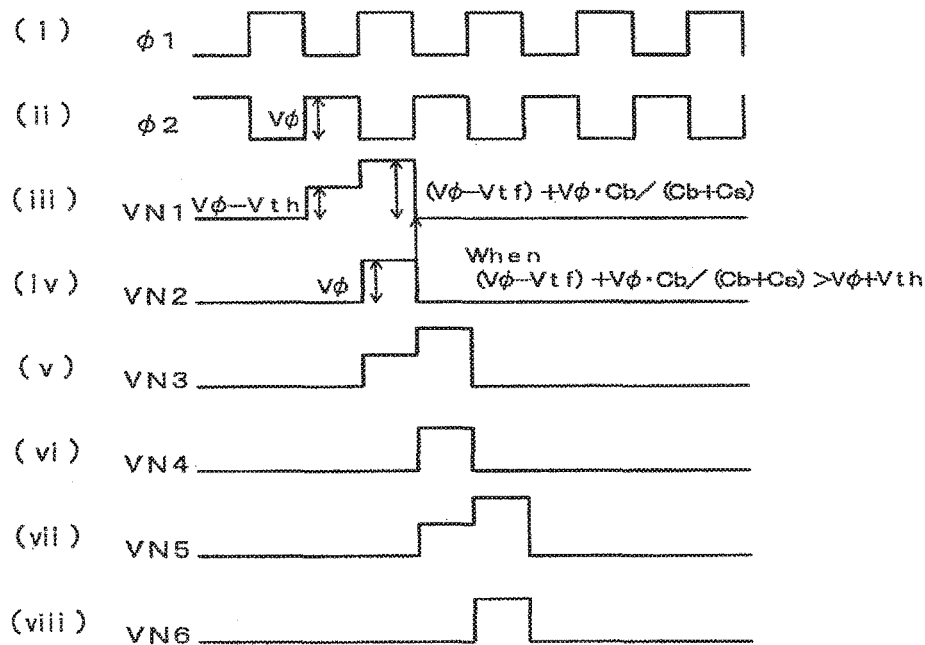 (i) φ1
(ii) φ2 Vφ
(iii) VN1 Vφ-Vth (Vφ-Vtf) +Vφ·Cb/(Cb+Cs)
When
(iv) VN2 Vφ (Vφ-Vtf) +Vφ·Cb/(Cb+Cs) >Vφ+Vth
(v) VN3
(vi) VN4
(vii) VN5
(viii) VN6